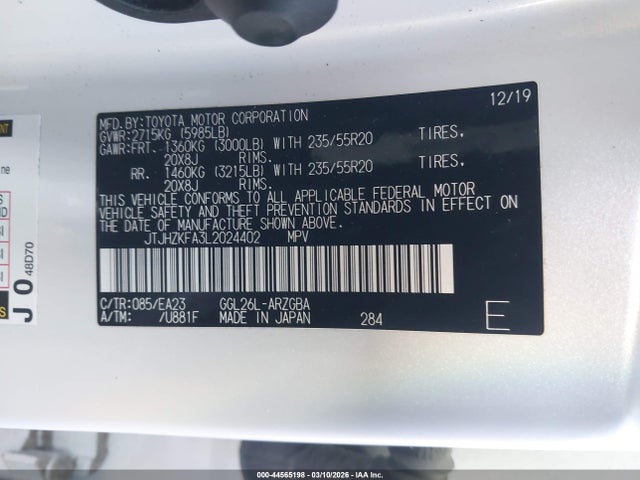 12/19
MFD.BY:TOYOTA MOTOR CORPORATION
GVWR:2715KG (5985LB)
GAWR:FRT. 1360KG (3000LB) WITH 235/55R20 TIRES.
20X8J RIMS.
RR. 1460KG (3215LB) WITH 235/55R20 TIRES.
20X8J RIMS.
THIS VEHICLE CONFORMS TO ALL APPLICABLE FEDERAL MOTOR
VEHICLE SAFETY AND THEFT PREVENTION STANDARDS IN EFFECT ON
THE DATE OF MANUFACTURE SHOWN ABOVE.
JTJHZKFA3L2024402 MPV
C/TR:085/EA23 GGL26L-ARZGBA
A/TM: /U881F MADE IN JAPAN 284 E
J 0
48D70
000-44565198 - 03/10/2026 - IAA Inc.